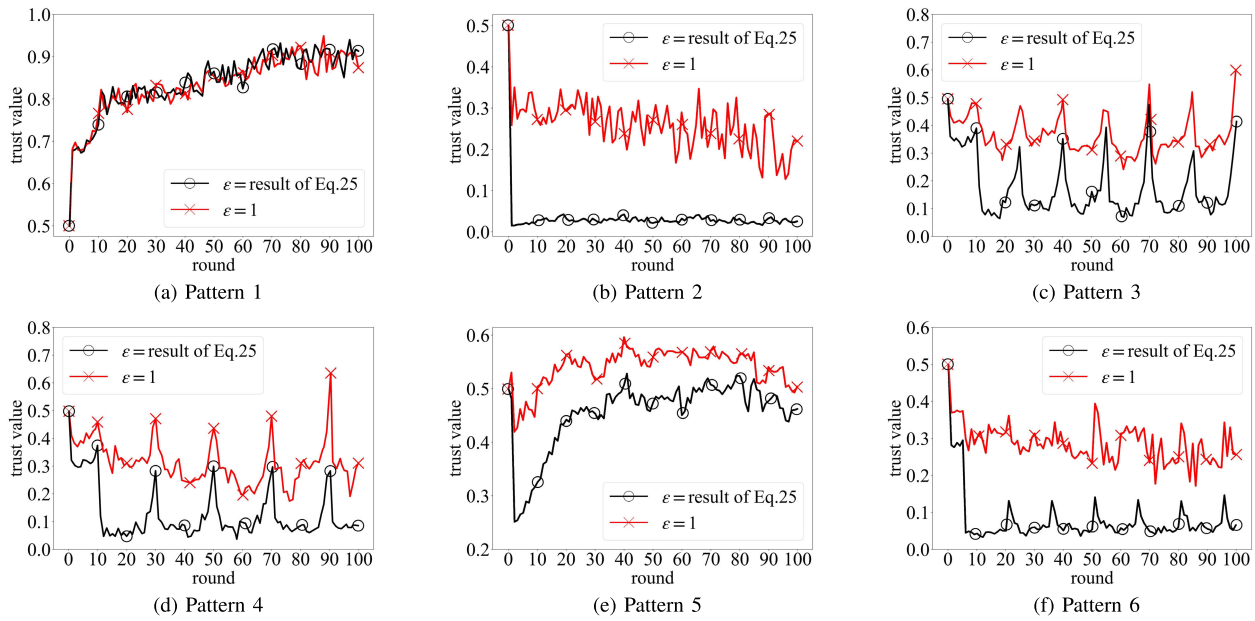 1.0
0.9
0.8
0.7
0.6
0.5
trust value
ε=result of Eq.25
ε=1
0 10 20 30 40 50 60 70 80 90 100
round
(a) Pattern 1
0.5
0.4
0.3
0.2
0.1
0.0
trust value
ε=result of Eq.25
ε=1
0 10 20 30 40 50 60 70 80 90 100
round
(b) Pattern 2
0.8
0.7
0.6
0.5
0.4
0.3
0.2
0.1
0.0
trust value
ε=result of Eq.25
ε=1
0 10 20 30 40 50 60 70 80 90 100
round
(c) Pattern 3
0.8
0.7
0.6
0.5
0.4
0.3
0.2
0.1
0.0
trust value
ε=result of Eq.25
ε=1
0 10 20 30 40 50 60 70 80 90 100
round
(d) Pattern 4
0.6
0.5
0.4
0.3
0.2
trust value
ε=result of Eq.25
ε=1
0 10 20 30 40 50 60 70 80 90 100
round
(e) Pattern 5
0.6
0.5
0.4
0.3
0.2
0.1
0.0
trust value
ε=result of Eq.25
ε=1
0 10 20 30 40 50 60 70 80 90 100
round
(f) Pattern 6